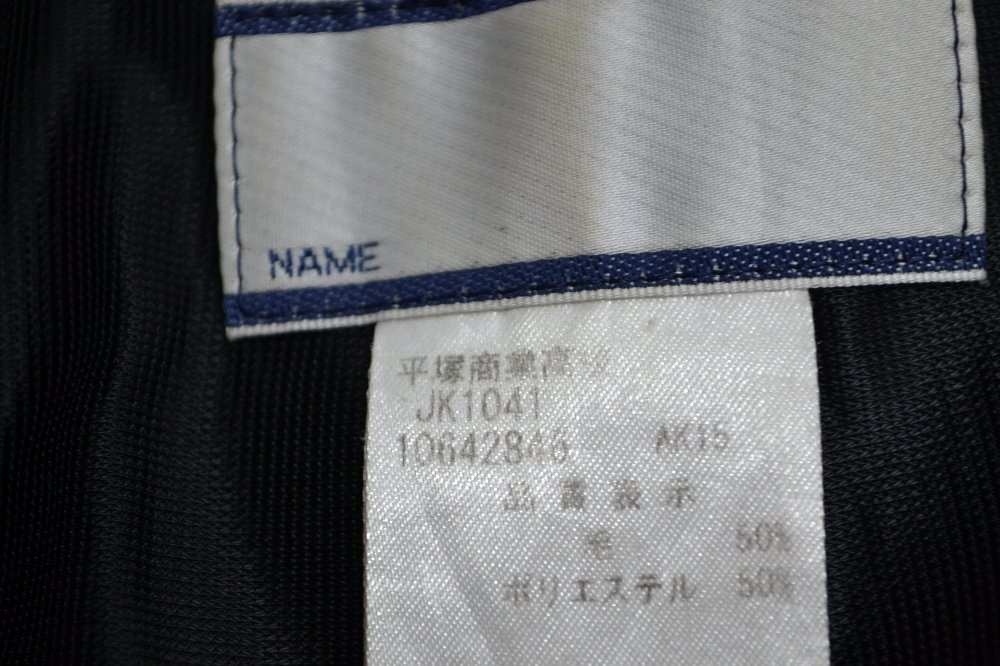 NAME
平塚商業高校
JK1041
10642846 AK15
品質表示
毛 50%
ポリエステル 50%